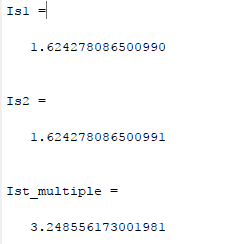 Is1 =
1.624278086500990
Is2 =
1.624278086500991
Ist_multiple =
3.248556173001981